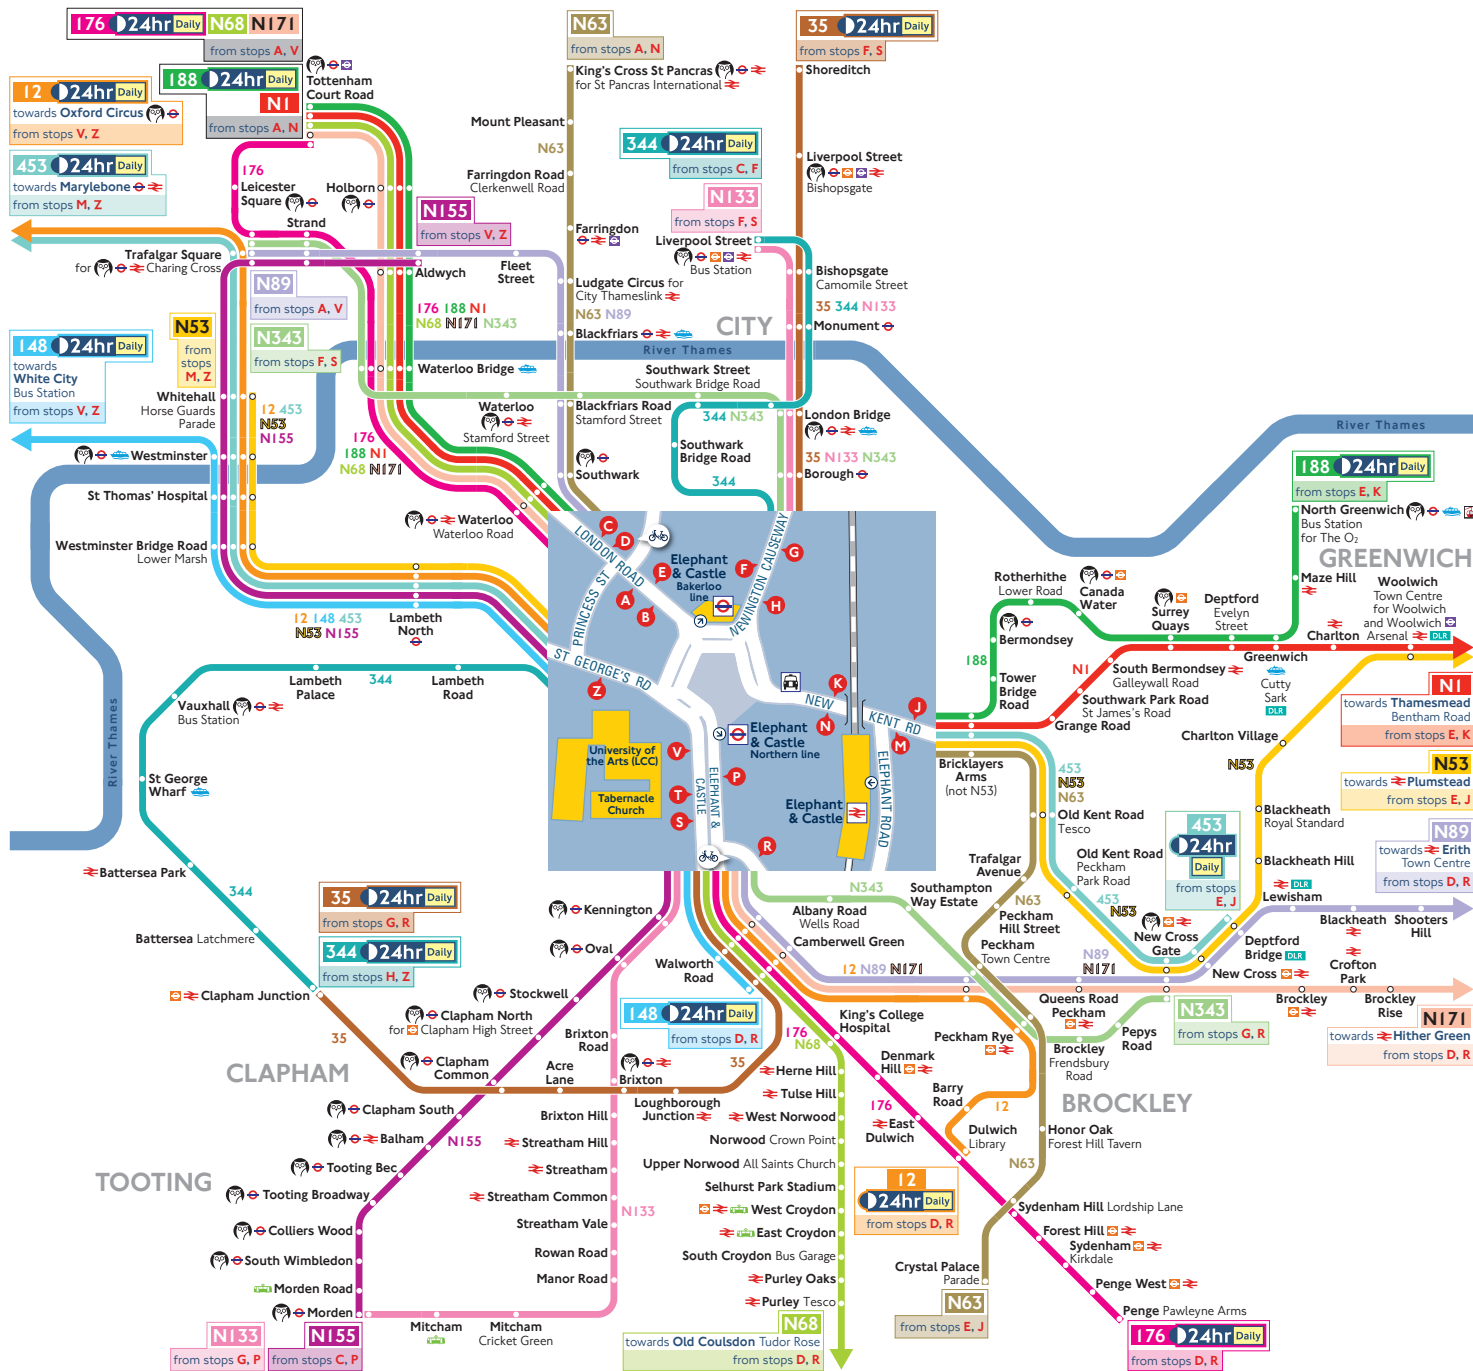 176 24hr Daily N68 N171
from stops A, V
188 24hr Daily
N1
from stops A, N
Tottenham
Court Road
12 24hr Daily
towards Oxford Circus
from stops V, Z
453 24hr Daily
towards Marylebone
from stops M, Z
N63
from stops A, N
King's Cross St Pancras
for St Pancras International
Mount Pleasant
N63
Farringdon Road
Clerkenwell Road
Farringdon
Ludgate Circus for
City Thameslink
N63 N89
Blackfriars
35 24hr Daily
from stops F, S
Shoreditch
344 24hr Daily
from stops C, F
Liverpool Street
Bishopsgate
N133
from stops F, S
Liverpool Street
Bus Station
Bishopsgate
Camomile Street
35 344 N133
Monument
CITY
River Thames
176
Leicester
Square
Holborn
Strand
N155
from stops V, Z
Trafalgar Square
for Charing Cross
Aldwych
Fleet
Street
N89
from stops A, V
176 188 N1
N68 N171 N343
N343
from stops F, S
N53
from
stops
M, Z
148 24hr Daily
towards
White City
Bus Station
from stops V, Z
Waterloo Bridge
Southwark Street
Southwark Bridge Road
Whitehall
Horse Guards
Parade
12 453
N53
N155
Waterloo
Stamford Street
Blackfriars Road
Stamford Street
344 N343
London Bridge
River Thames
Westminster
176
188 N1
N68 N171
Southwark
Southwark
Bridge Road
344
35 N133 N343
Borough
St Thomas' Hospital
Waterloo
Waterloo Road
Westminster Bridge Road
Lower Marsh
188 24hr Daily
from stops E, K
North Greenwich
Bus Station
for The O2
GREENWICH
12 148 453
N53 N155
Lambeth
North
C
D
E
A
B
F
G
H
LONDON ROAD
PRINCESS ST
NEWINGTON CAUSEWAY
Elephant
& Castle
Bakerloo
line
ST GEORGE'S RD
Z
K
J
N
M
NEW
KENT RD
ELEPHANT ROAD
University of
the Arts (LCC)
Tabernacle
Church
V
P
T
S
R
ELEPHANT &
CASTLE
Elephant
& Castle
Northern line
Elephant
& Castle
Rotherhithe
Lower Road
Canada
Water
Surrey
Quays
Deptford
Evelyn
Street
Maze Hill
Woolwich
Town Centre
for Woolwich
and Woolwich
Arsenal DLR
Charlton
Bermondsey
188
N1
South Bermondsey
Galleywall Road
Greenwich
Cutty
Sark
DLR
Tower
Bridge
Road
Southwark Park Road
St James's Road
Grange Road
N1
towards Thamesmead
Bentham Road
from stops E, K
Charlton Village
N53
N53
towards Plumstead
from stops E, J
Bricklayers
Arms
(not N53)
453
N53
N63
Old Kent Road
Tesco
Old Kent Road
Peckham
Park Road
453
24hr
Daily
from stops
E, J
Blackheath
Royal Standard
Blackheath Hill
N89
towards Erith
Town Centre
from stops D, R
344
Lambeth
Palace
Lambeth
Road
Vauxhall
Bus Station
River Thames
St George
Wharf
Battersea Park
344
Battersea Latchmere
35 24hr Daily
from stops G, R
344 24hr Daily
from stops H, Z
Clapham Junction
35
CLAPHAM
Kennington
Oval
Stockwell
Clapham North
for Clapham High Street
Clapham
Common
Clapham South
Balham
N155
Tooting Bec
TOOTING
Tooting Broadway
Colliers Wood
South Wimbledon
Morden Road
Morden
N133
from stops G, P
N155
from stops C, P
Mitcham
Mitcham
Cricket Green
Walworth
Road
148 24hr Daily
from stops D, R
Brixton
Road
Acre
Lane
Brixton
35
Loughborough
Junction
Brixton Hill
Streatham Hill
Streatham
Streatham Common
Streatham Vale
N133
Rowan Road
Manor Road
N343
Albany Road
Wells Road
Camberwell Green
Southampton
Way Estate
Trafalgar
Avenue
N63
Peckham
Hill Street
Peckham
Town Centre
453
N53
New Cross
Gate
DLR
Lewisham
Blackheath
Shooters
Hill
12 N89 N171
N89
N171
Deptford
Bridge DLR
New Cross
Crofton
Park
Queens Road
Peckham
N343
from stops G, R
Brockley
Brockley
Rise
N171
towards Hither Green
from stops D, R
King's College
Hospital
176
N68
Peckham Rye
Pepys
Road
Brockley
Frendsbury
Road
Denmark
Hill
Herne Hill
Tulse Hill
176
Barry
Road
12
BROCKLEY
West Norwood
East
Dulwich
Dulwich
Library
Honor Oak
Forest Hill Tavern
Norwood Crown Point
Upper Norwood All Saints Church
12
24hr Daily
from stops D, R
N63
Selhurst Park Stadium
West Croydon
East Croydon
South Croydon Bus Garage
Purley Oaks
Purley Tesco
N68
towards Old Coulsdon Tudor Rose
from stops D, R
Sydenham Hill Lordship Lane
Forest Hill
Sydenham
Kirkdale
Crystal Palace
Parade
N63
from stops E, J
Penge West
Penge Pawleyne Arms
176 24hr Daily
from stops D, R